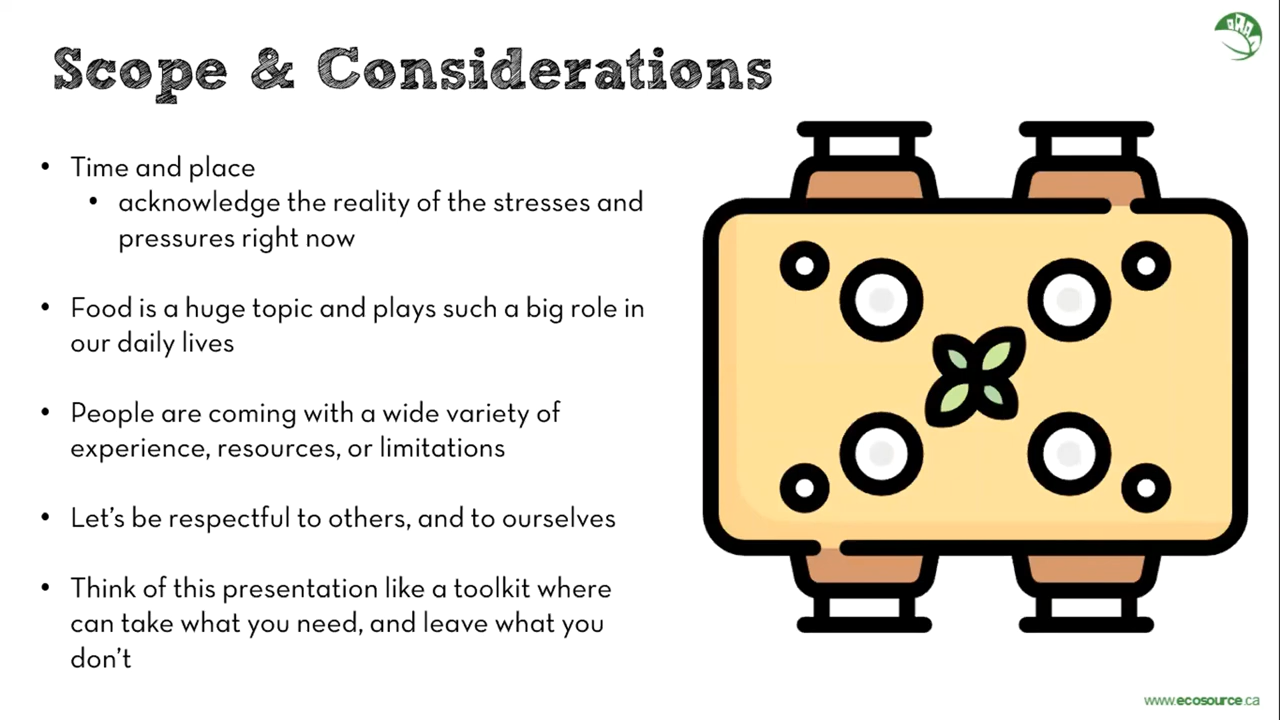 Scope & Considerations
• Time and place
• acknowledge the reality of the stresses and
pressures right now
• Food is a huge topic and plays such a big role in
our daily lives
• People are coming with a wide variety of
experience, resources, or limitations
• Let's be respectful to others, and to ourselves
• Think of this presentation like a toolkit where
can take what you need, and leave what you
don't
www.ecosource.ca